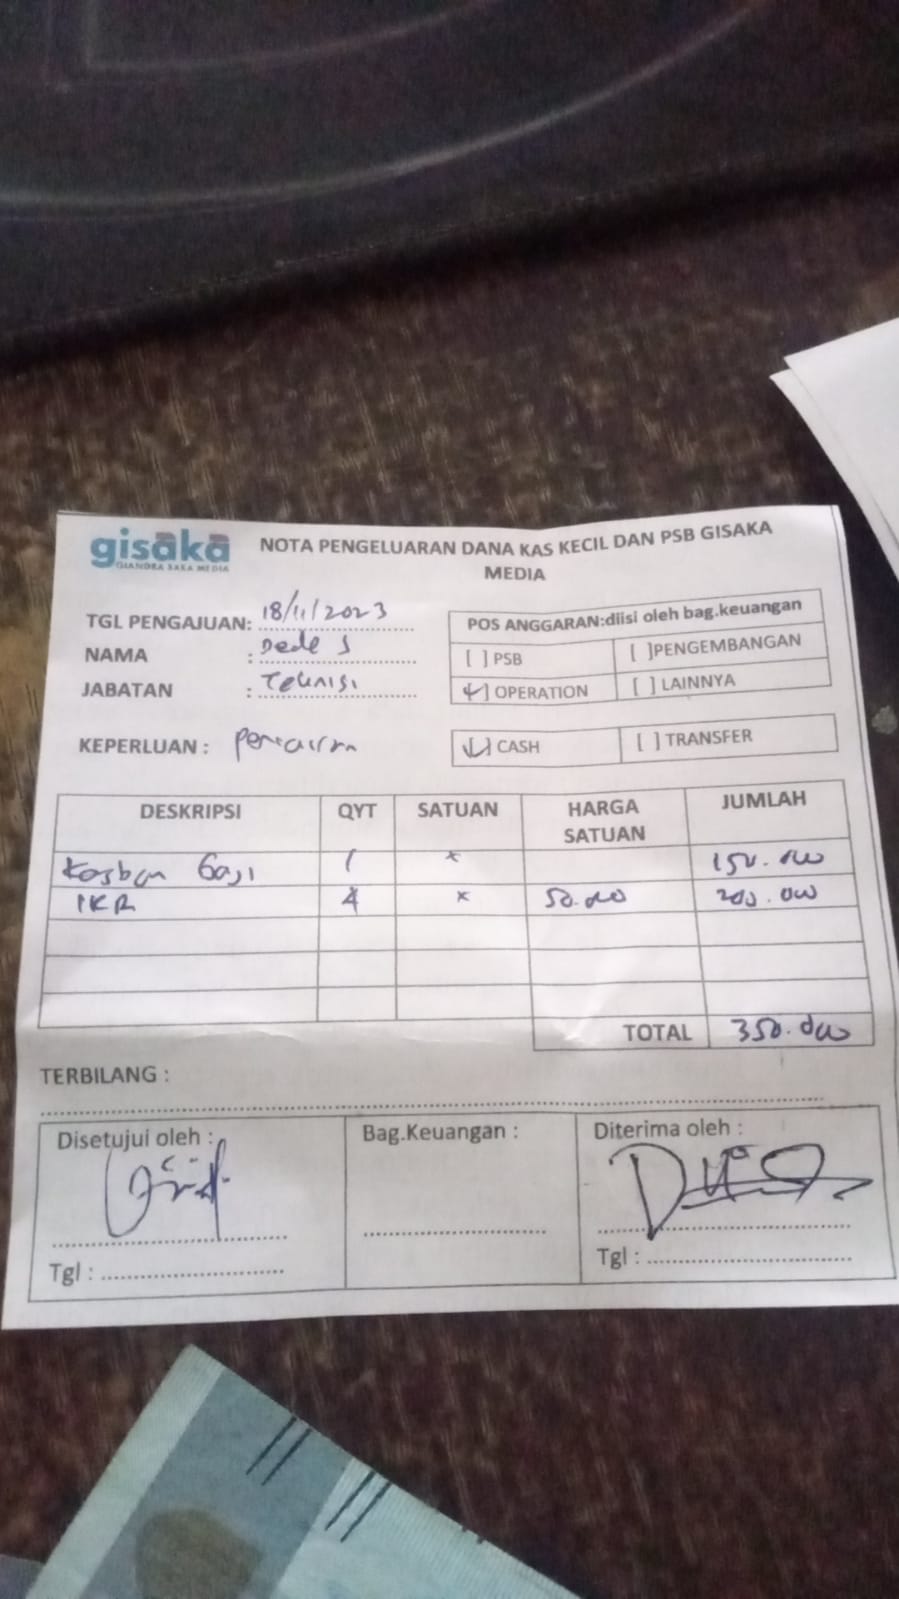 gisaka
GIANDRA SAKA MEDIA
NOTA PENGELUARAN DANA KAS KECIL DAN PSB GISAKA
MEDIA
TGL PENGAJUAN: 18/11/2023
NAMA : Dede S
JABATAN : Teknisi
POS ANGGARAN:diisi oleh bag.keuangan
[ ] PSB [ ]PENGEMBANGAN
[✓] OPERATION [ ] LAINNYA
KEPERLUAN :
[✓] CASH [ ] TRANSFER
DESKRIPSI QYT SATUAN HARGA SATUAN JUMLAH
Kasbon Gaji 1 x 150.000
IKR 4 x 50.000 200.000
TOTAL 350.000
TERBILANG :
Disetujui oleh : Bag.Keuangan : Diterima oleh :
Tgl : Tgl :